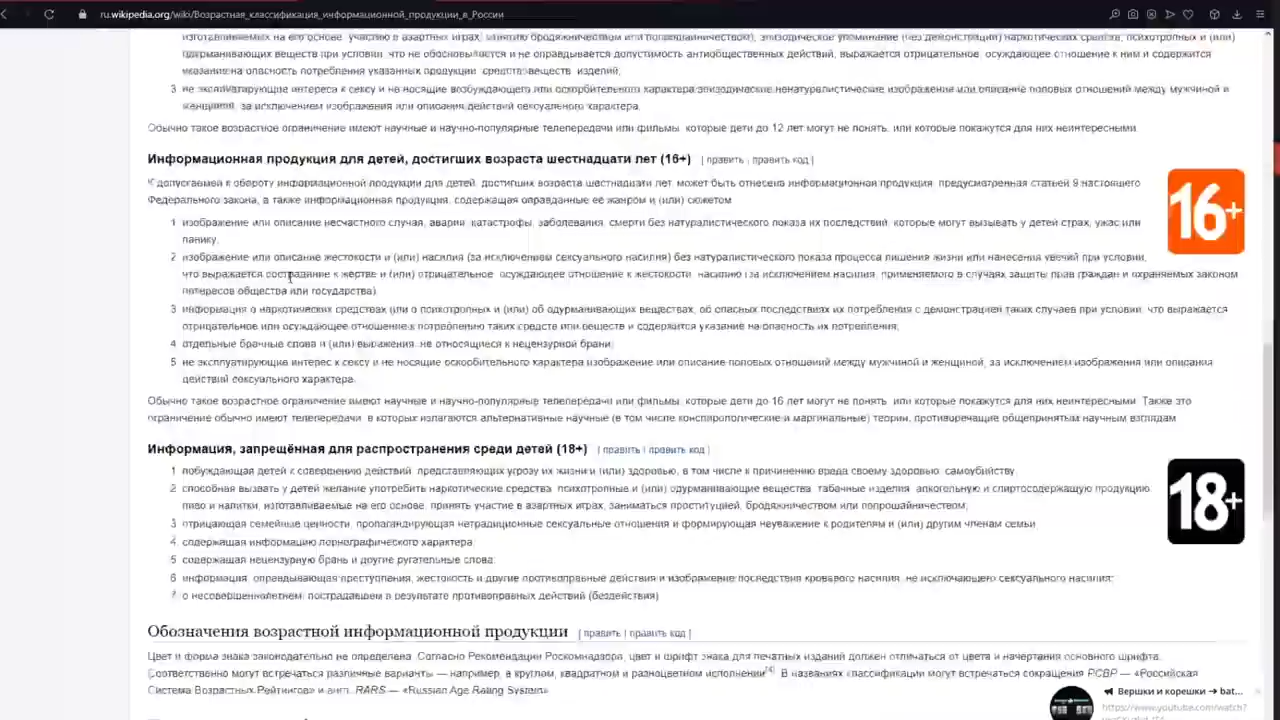 ru.wikipedia.org/wiki/Возрастная_классификация_информационной_продукции_в_России
изготавливаемых на его основе, участию в азартных играх, занятию бродяжничеством или попрошайничеством), эпизодическое упоминание (без демонстрации) наркотических средств, психотропных и (или)
одурманивающих веществ при условии, что не обосновывается и не оправдывается допустимость антиобщественных действий, выражается отрицательное, осуждающее отношение к ним и содержится
указание на опасность потребления указанных продукции, средств, веществ, изделий;
3 не эксплуатирующие интереса к сексу и не носящие возбуждающего или оскорбительного характера эпизодические ненатуралистические изображение или описание половых отношений между мужчиной и
женщиной, за исключением изображения или описания действий сексуального характера.
Обычно такое возрастное ограничение имеют научные и научно-популярные телепередачи или фильмы, которые дети до 12 лет могут не понять, или которые покажутся для них неинтересными.
Информационная продукция для детей, достигших возраста шестнадцати лет (16+) [ править | править код ]
К допускаемой к обороту информационной продукции для детей, достигших возраста шестнадцати лет, может быть отнесена информационная продукция, предусмотренная статьей 9 настоящего
Федерального закона, а также информационная продукция, содержащая оправданные её жанром и (или) сюжетом
16+
1 изображение или описание несчастного случая, аварии, катастрофы, заболевания, смерти без натуралистического показа их последствий, которые могут вызывать у детей страх, ужас или
панику;
2 изображение или описание жестокости и (или) насилия (за исключением сексуального насилия) без натуралистического показа процесса лишения жизни или нанесения увечий при условии,
что выражается сострадание к жертве и (или) отрицательное, осуждающее отношение к жестокости, насилию (за исключением насилия, применяемого в случаях защиты прав граждан и охраняемых законом
интересов общества или государства);
3 информация о наркотических средствах или о психотропных и (или) об одурманивающих веществах, об опасных последствиях их потребления с демонстрацией таких случаев при условии, что выражается
отрицательное или осуждающее отношение к потреблению таких средств или веществ и содержится указание на опасность их потребления;
4 отдельные бранные слова и (или) выражения, не относящиеся к нецензурной брани;
5 не эксплуатирующие интерес к сексу и не носящие оскорбительного характера изображение или описание половых отношений между мужчиной и женщиной, за исключением изображения или описания
действий сексуального характера.
Обычно такое возрастное ограничение имеют научные и научно-популярные телепередачи или фильмы, которые дети до 16 лет могут не понять, или которые покажутся для них неинтересными. Также это
ограничение обычно имеют телепередачи, в которых излагаются альтернативные научные (в том числе конспирологические и маргинальные) теории, противоречащие общепринятым научным взглядам.
Информация, запрещённая для распространения среди детей (18+) [ править | править код ]
1 побуждающая детей к совершению действий, представляющих угрозу их жизни и (или) здоровью, в том числе к причинению вреда своему здоровью, самоубийству;
18+
2 способная вызвать у детей желание употребить наркотические средства, психотропные и (или) одурманивающие вещества, табачные изделия, алкогольную и спиртосодержащую продукцию,
пиво и напитки, изготавливаемые на его основе, принять участие в азартных играх, заниматься проституцией, бродяжничеством или попрошайничеством;
3 отрицающая семейные ценности, пропагандирующая нетрадиционные сексуальные отношения и формирующая неуважение к родителям и (или) другим членам семьи
4 содержащая информацию порнографического характера;
5 содержащая нецензурную брань и другие ругательные слова;
6 информация, оправдывающая преступления, жестокость и другие противоправные действия и изображение последствия кровавого насилия, не исключающего сексуального насилия;
7 о несовершеннолетнем, пострадавшем в результате противоправных действий (бездействия)
Обозначения возрастной информационной продукции [ править | править код ]
Цвет и форма знака законодательно не определена. Согласно Рекомендации Роскомнадзора, цвет и шрифт знака для печатных изданий должен отличаться от цвета и начертания основного шрифта.
Соответственно могут встречаться различные варианты — например, в круглом, квадратном и разноцветном исполнении[4]. В названиях классификации могут встречаться сокращения РСВР — «Российская
Система Возрастных Рейтингов» и англ. RARS — «Russian Age Rating System».
Вершки и корешки ➜ bat...
https://www.youtube.com/watch?